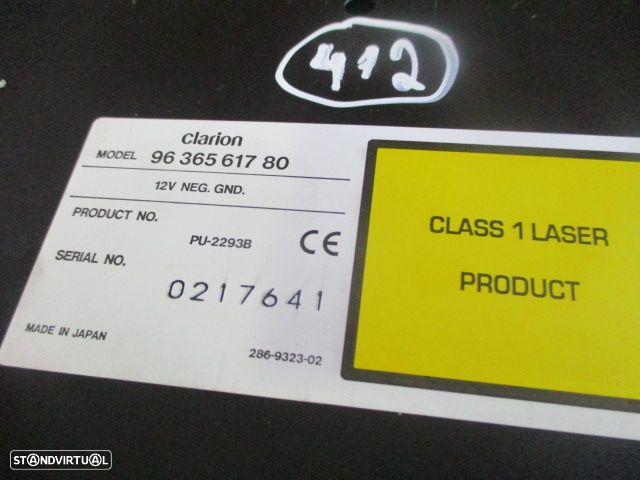 412
Clarion
MODEL 96 365 617 80
12V NEG. GND.
PRODUCT NO.
PU-2293B CE
SERIAL NO.
0217641
MADE IN JAPAN
286-9323-02
CLASS 1 LASER
PRODUCT
STANDVIRTUAL